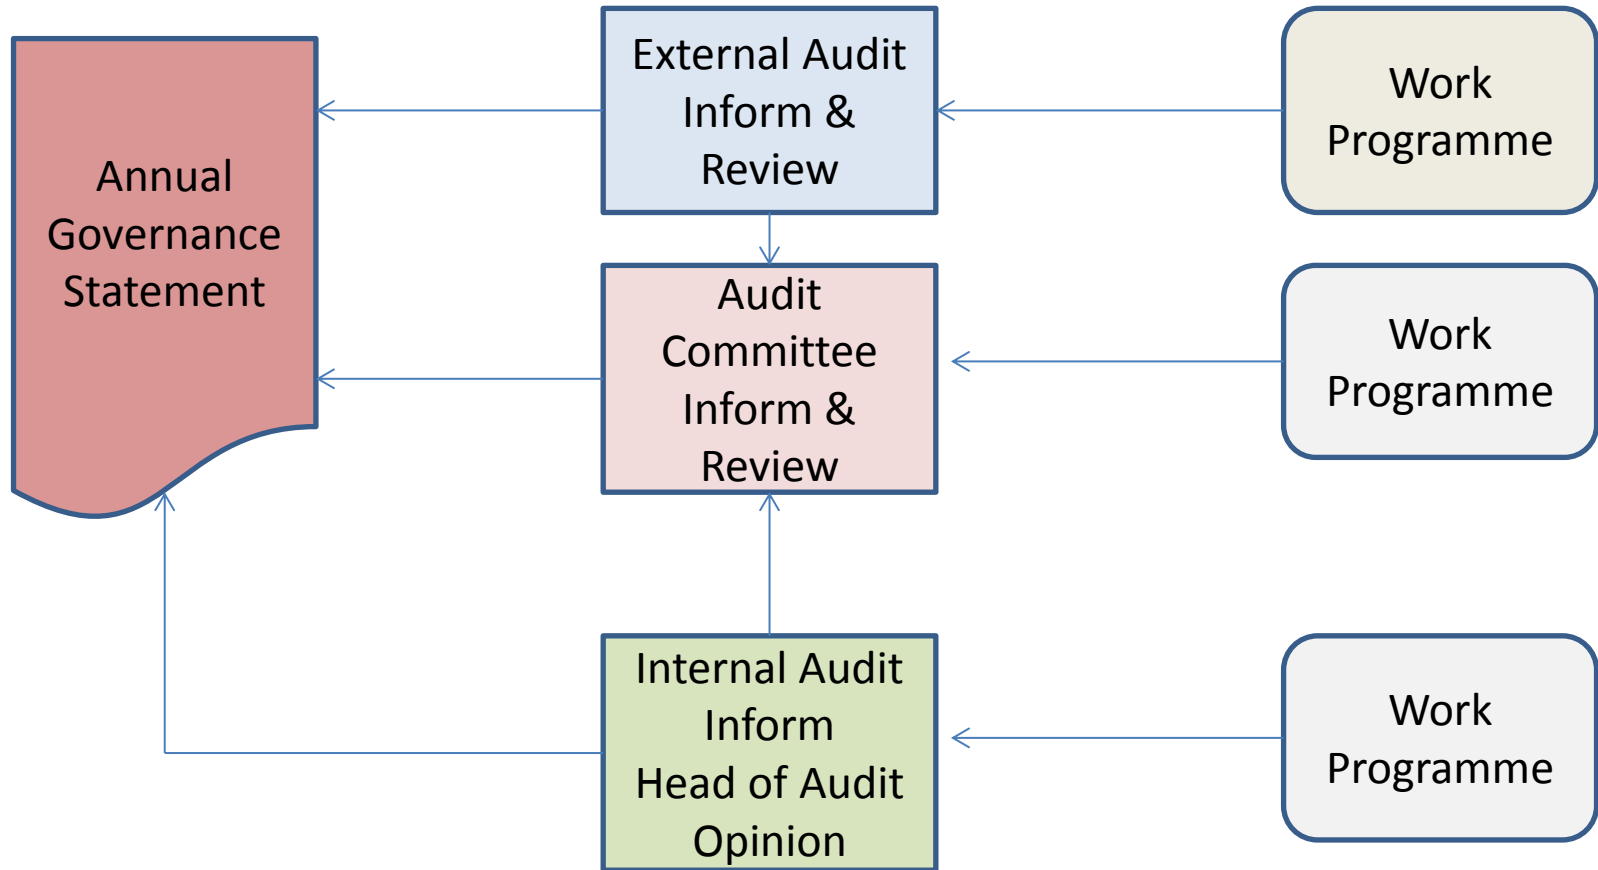 Annual
Governance
Statement
External Audit
Inform &
Review
Work
Programme
Audit
Committee
Inform &
Review
Work
Programme
Internal Audit
Inform
Head of Audit
Opinion
Work
Programme